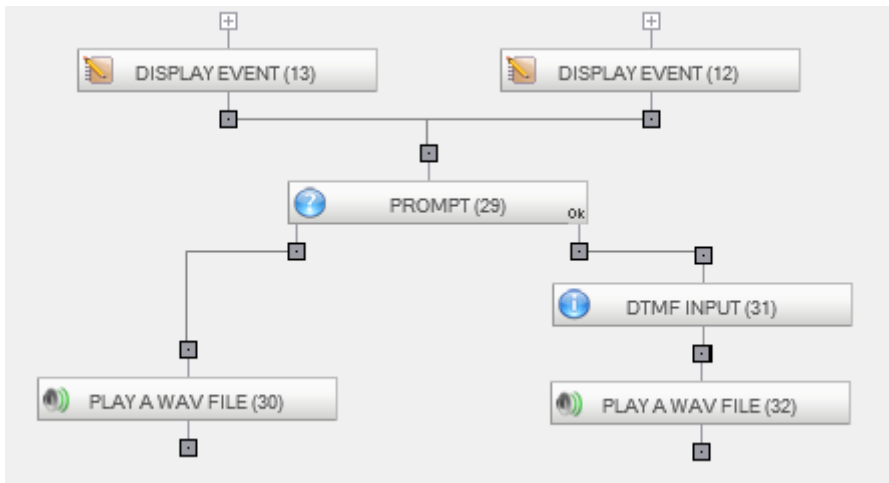 DISPLAY EVENT (13)
DISPLAY EVENT (12)
PROMPT (29)
Ok
DTMF INPUT (31)
PLAY A WAV FILE (30)
PLAY A WAV FILE (32)